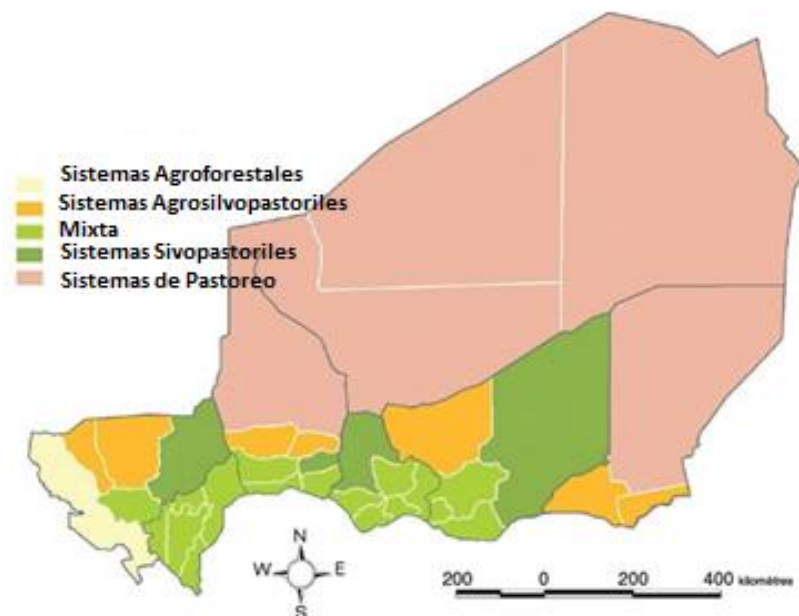 Sistemas Agroforestales
Sistemas Agrosilvopastoriles
Mixta
Sistemas Sivopastoriles
Sistemas de Pastoreo
N
W E
S
200 0 200 400 kilomètres